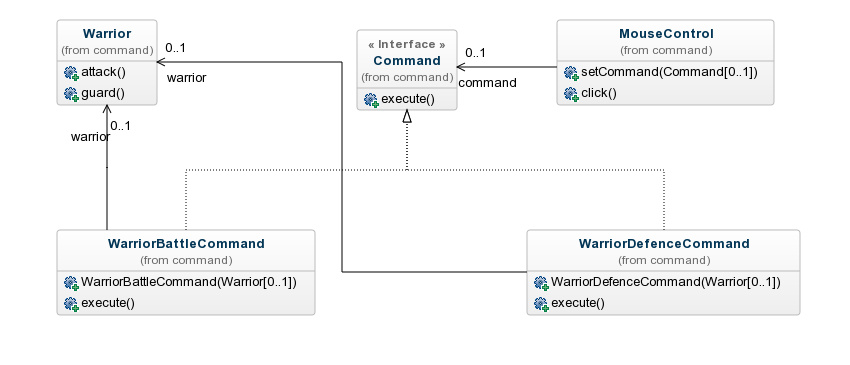 Warrior
(from command)
attack()
guard()
0..1
warrior
0..1
warrior
« Interface »
Command
(from command)
execute()
0..1
command
MouseControl
(from command)
setCommand(Command[0..1])
click()
WarriorBattleCommand
(from command)
WarriorBattleCommand(Warrior[0..1])
execute()
WarriorDefenceCommand
(from command)
WarriorDefenceCommand(Warrior[0..1])
execute()